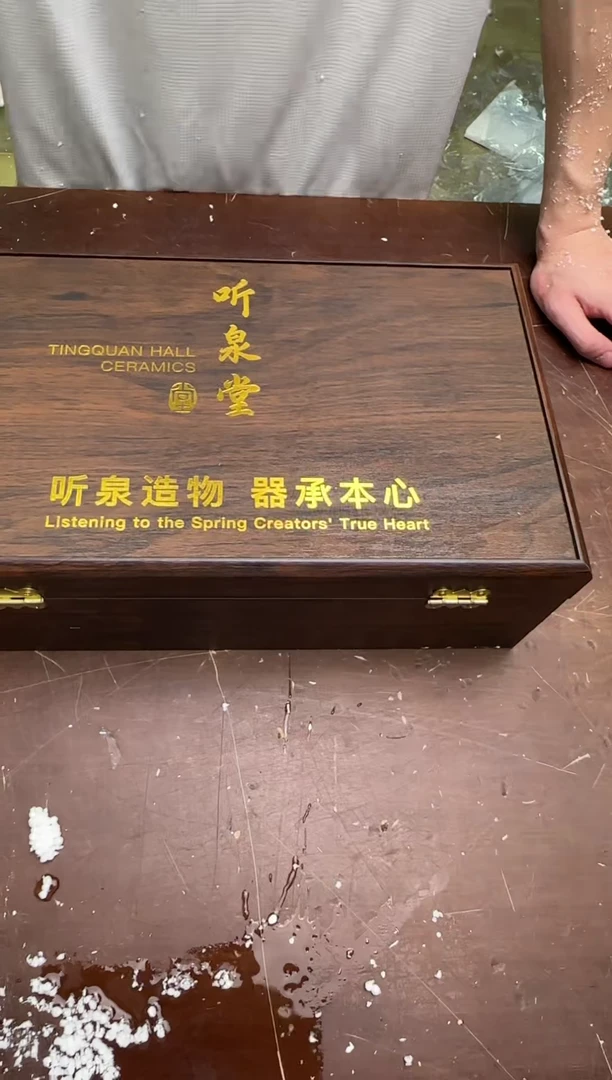 听泉堂
TINGQUAN HALL
CERAMICS
听泉造物 器承本心
Listening to the Spring Creators' True Heart